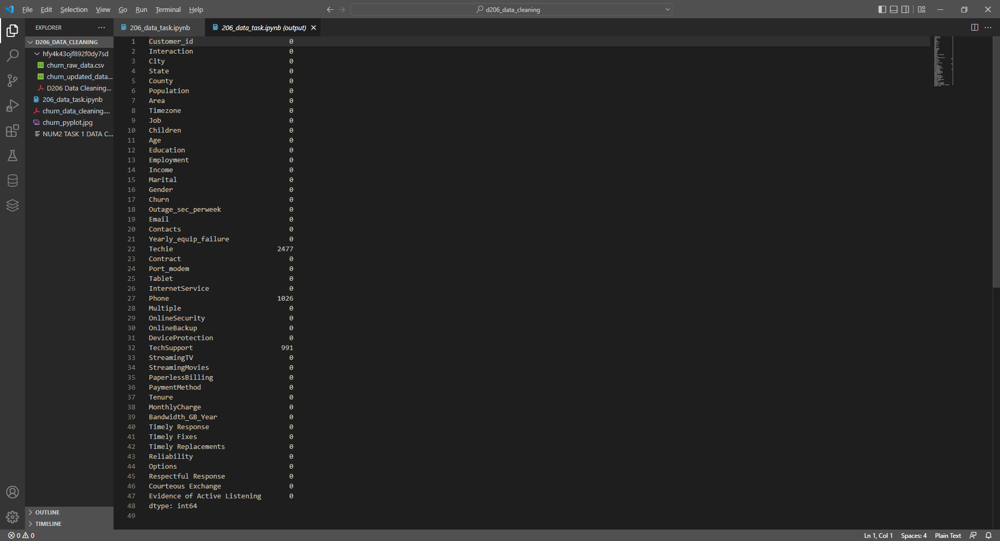 File Edit Selection View Go Run Terminal Help
d206_data_cleaning
EXPLORER
206_data_task.ipynb
206_data_task.ipynb (output)
D206_DATA_CLEANING
hfy4k43ojf892f0dy7sd
churn_raw_data.csv
churn_updated_data...
D206 Data Cleaning...
206_data_task.ipynb
churn_data_cleaning....
churn_pyplot.jpg
NUM2 TASK 1 DATA C...
OUTLINE
TIMELINE
1 Customer_id 0
2 Interaction 0
3 City 0
4 State 0
5 County 0
6 Population 0
7 Area 0
8 Timezone 0
9 Job 0
10 Children 0
11 Age 0
12 Education 0
13 Employment 0
14 Income 0
15 Marital 0
16 Gender 0
17 Churn 0
18 Outage_sec_perweek 0
19 Email 0
20 Contacts 0
21 Yearly_equip_failure 0
22 Techie 2477
23 Contract 0
24 Port_modem 0
25 Tablet 0
26 InternetService 0
27 Phone 1026
28 Multiple 0
29 OnlineSecurity 0
30 OnlineBackup 0
31 DeviceProtection 0
32 TechSupport 991
33 StreamingTV 0
34 StreamingMovies 0
35 PaperlessBilling 0
36 PaymentMethod 0
37 Tenure 0
38 MonthlyCharge 0
39 Bandwidth_GB_Year 0
40 Timely Response 0
41 Timely Fixes 0
42 Timely Replacements 0
43 Reliability 0
44 Options 0
45 Respectful Response 0
46 Courteous Exchange 0
47 Evidence of Active Listening 0
48 dtype: int64
49
0 0
Ln 1, Col 1 Spaces: 4 Plain Text